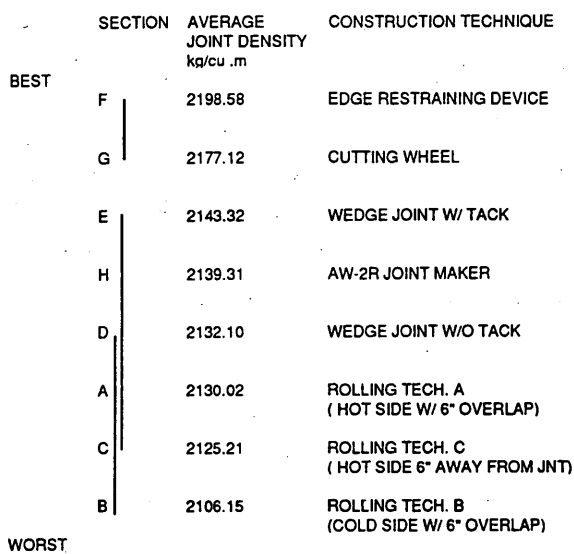 SECTION AVERAGE JOINT DENSITY kg/cu .m CONSTRUCTION TECHNIQUE
BEST
F 2198.58 EDGE RESTRAINING DEVICE
G 2177.12 CUTTING WHEEL
E 2143.32 WEDGE JOINT W/ TACK
H 2139.31 AW-2R JOINT MAKER
D 2132.10 WEDGE JOINT W/O TACK
A 2130.02 ROLLING TECH. A
( HOT SIDE W/ 6" OVERLAP)
C 2125.21 ROLLING TECH. C
( HOT SIDE 6" AWAY FROM JNT)
B 2106.15 ROLLING TECH. B
(COLD SIDE W/ 6" OVERLAP)
WORST